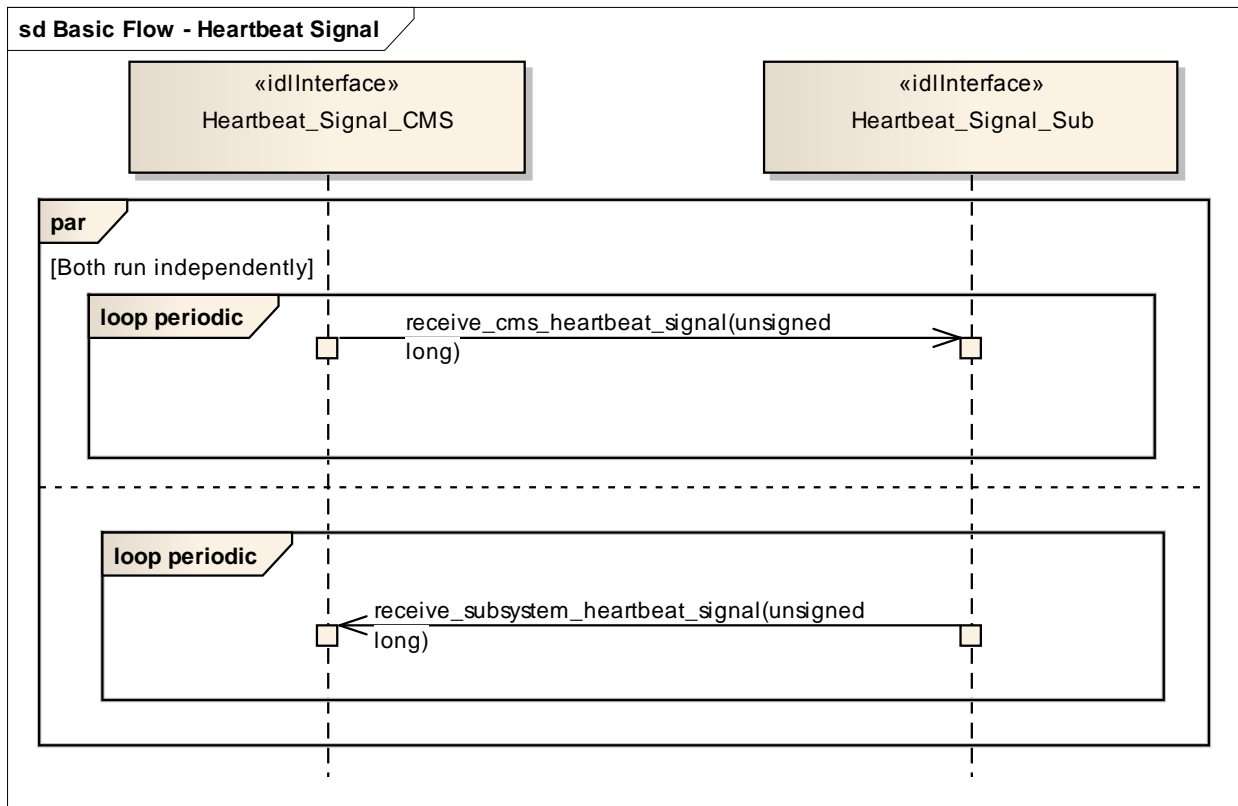 sd Basic Flow - Heartbeat Signal
«idlInterface»
Heartbeat_Signal_CMS
«idlInterface»
Heartbeat_Signal_Sub
par
[Both run independently]
loop periodic
receive_cms_heartbeat_signal(unsigned
long)
loop periodic
receive_subsystem_heartbeat_signal(unsigned
long)